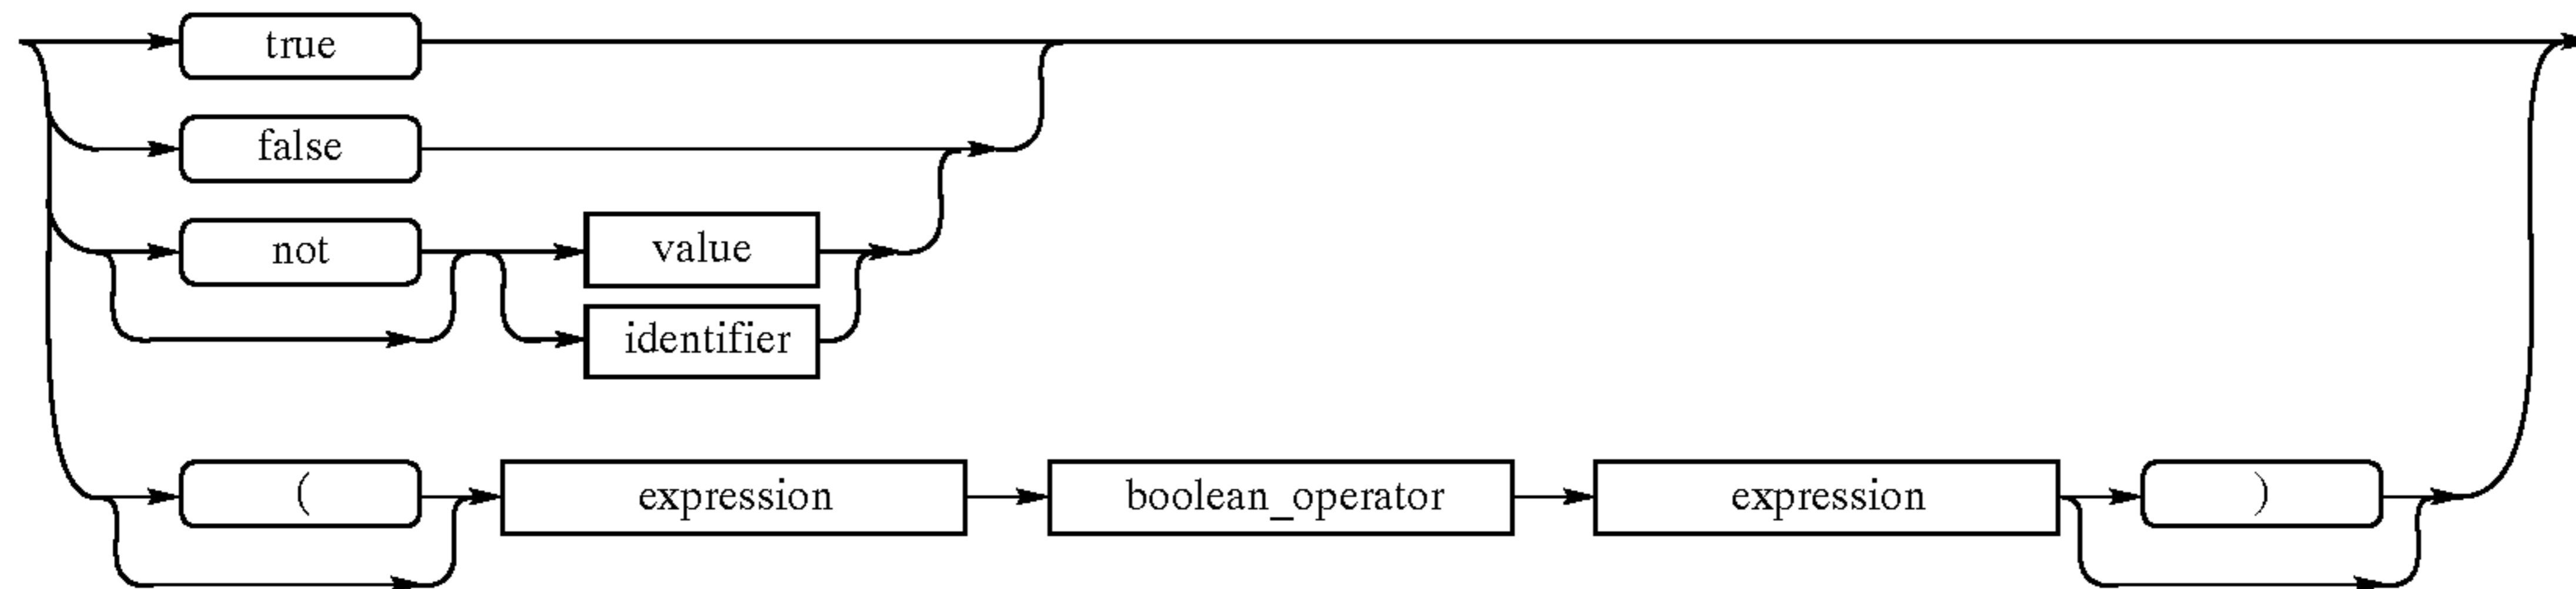 true
false
not
value
identifier
( expression boolean_operator expression )